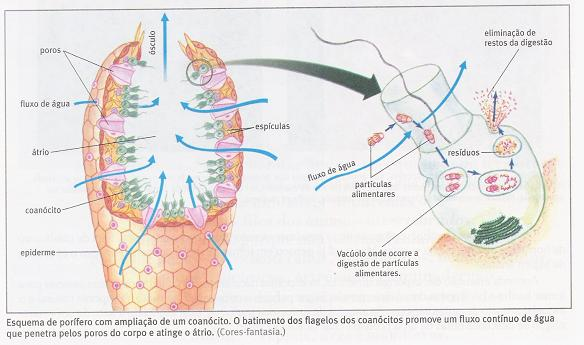 ósculo
poros
fluxo de água
átrio
coanócito
epiderme
espículas
eliminação de
restos da digestão
resíduos
fluxo de água
partículas
alimentares
Vacúolo onde ocorre a
digestão de partículas
alimentares.
Esquema de porífero com ampliação de um coanócito. O batimento dos flagelos dos coanócitos promove um fluxo contínuo de água
que penetra pelos poros do corpo e atinge o átrio. (Cores-fantasia.)